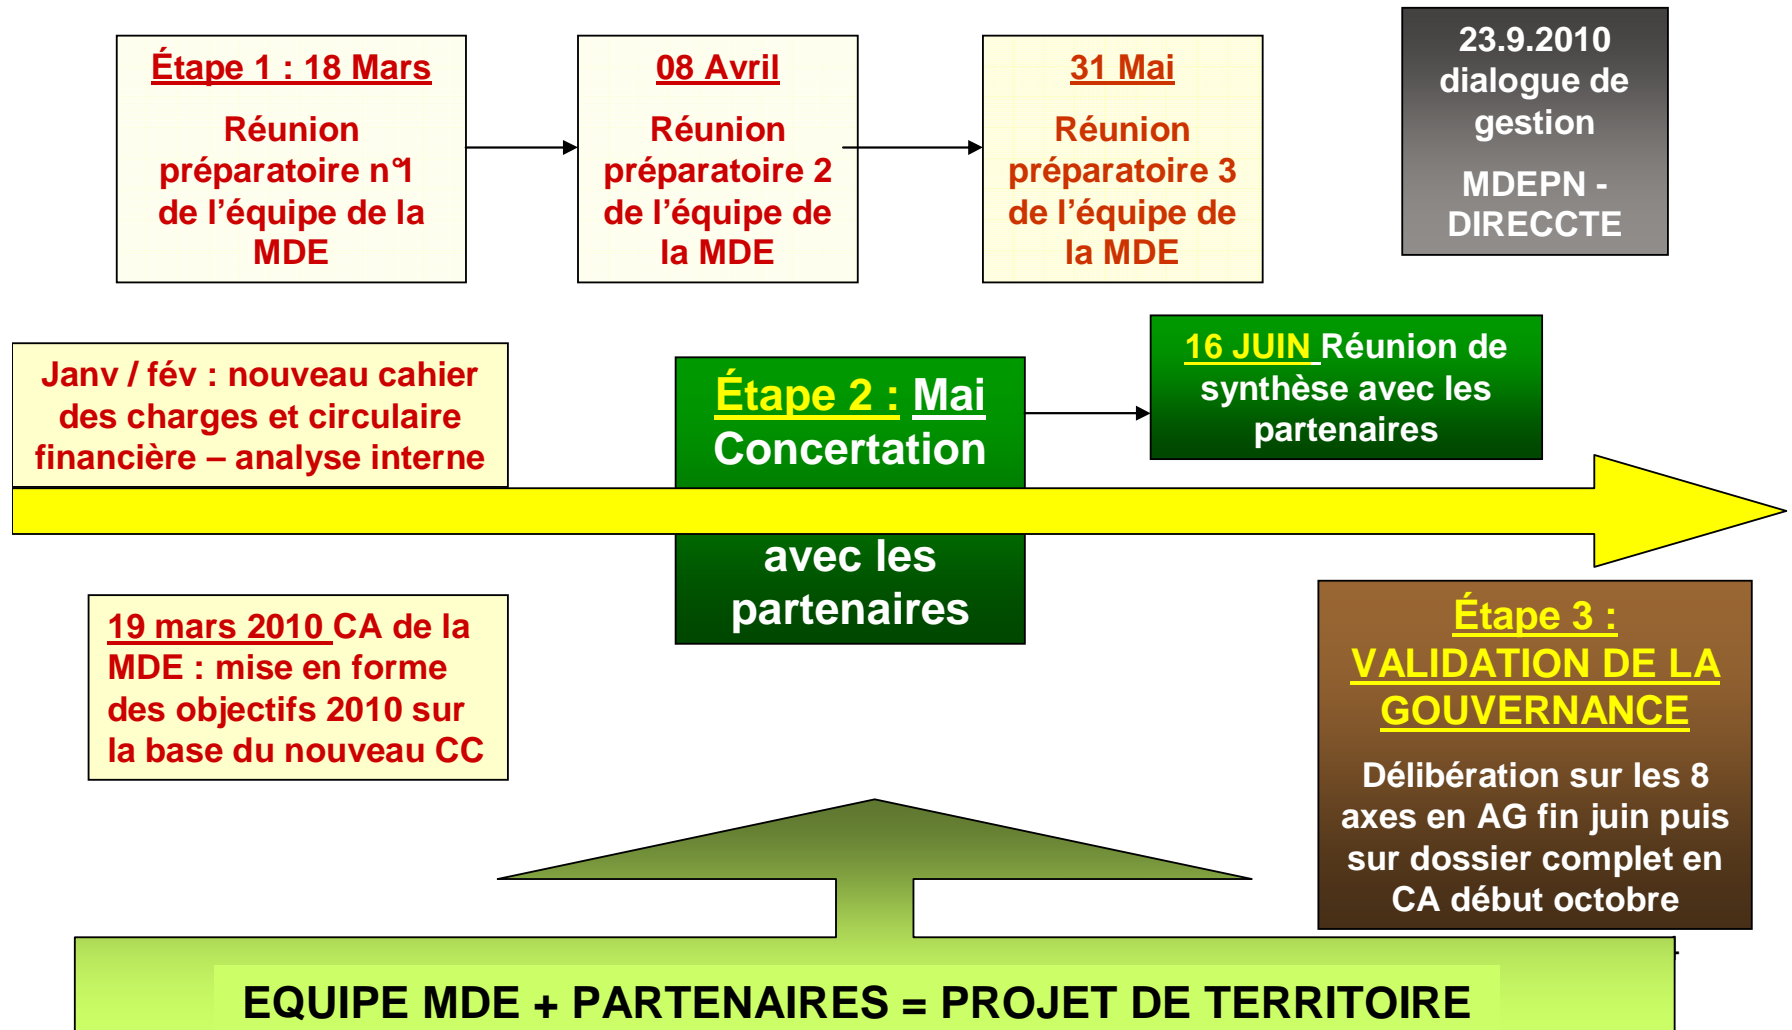 Étape 1 : 18 Mars
Réunion
préparatoire n°1
de l’équipe de la
MDE
08 Avril
Réunion
préparatoire 2
de l’équipe de
la MDE
31 Mai
Réunion
préparatoire 3
de l’équipe de
la MDE
23.9.2010
dialogue de
gestion
MDEPN -
DIRECCTE
Janv / fév : nouveau cahier
des charges et circulaire
financière – analyse interne
Étape 2 : Mai
Concertation
avec les
partenaires
16 JUIN Réunion de
synthèse avec les
partenaires
19 mars 2010 CA de la
MDE : mise en forme
des objectifs 2010 sur
la base du nouveau CC
Étape 3 :
VALIDATION DE LA
GOUVERNANCE
Délibération sur les 8
axes en AG fin juin puis
sur dossier complet en
CA début octobre
EQUIPE MDE + PARTENAIRES = PROJET DE TERRITOIRE